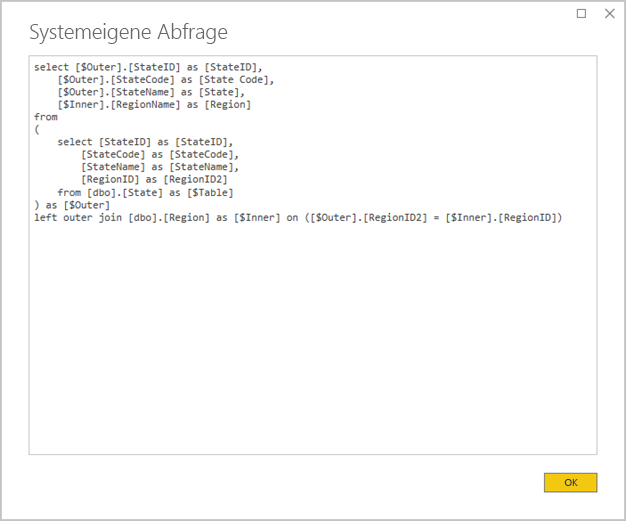 Systemeigene Abfrage
select [$Outer].[StateID] as [StateID],
    [$Outer].[StateCode] as [State Code],
    [$Outer].[StateName] as [State],
    [$Inner].[RegionName] as [Region]
from
(
    select [StateID] as [StateID],
        [StateCode] as [StateCode],
        [StateName] as [StateName],
        [RegionID] as [RegionID2]
    from [dbo].[State] as [$Table]
) as [$Outer]
left outer join [dbo].[Region] as [$Inner] on ([$Outer].[RegionID2] = [$Inner].[RegionID])
OK